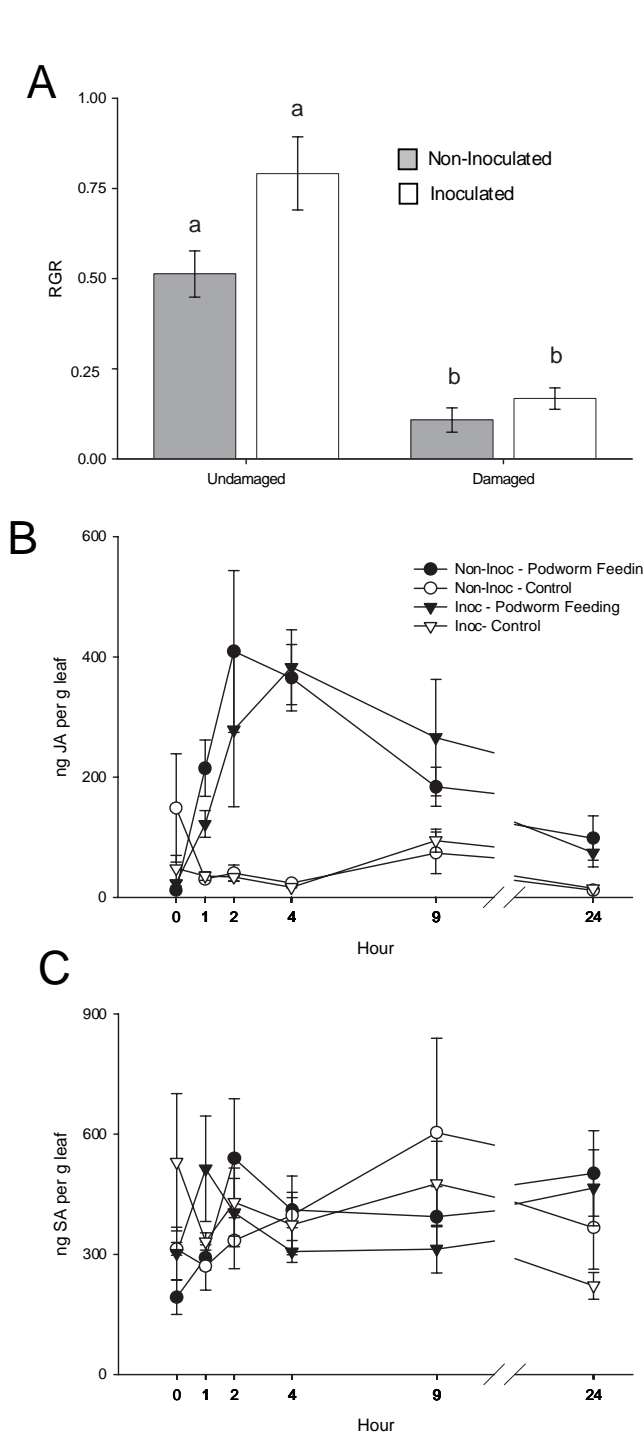 A
1.00
a
a
Non-Inoculated
0.75
Inoculated
RGR
0.50
0.25
b
b
0.00
Undamaged
Damaged
B
600
Non-Inoc - Podworm Feedin
Non-Inoc - Control
Inoc - Podworm Feeding
Inoc- Control
400
ng JA per g leaf
200
0
0 1 2 4 9 24
Hour
C
900
600
ng SA per g leaf
300
0
0 1 2 4 9 24
Hour